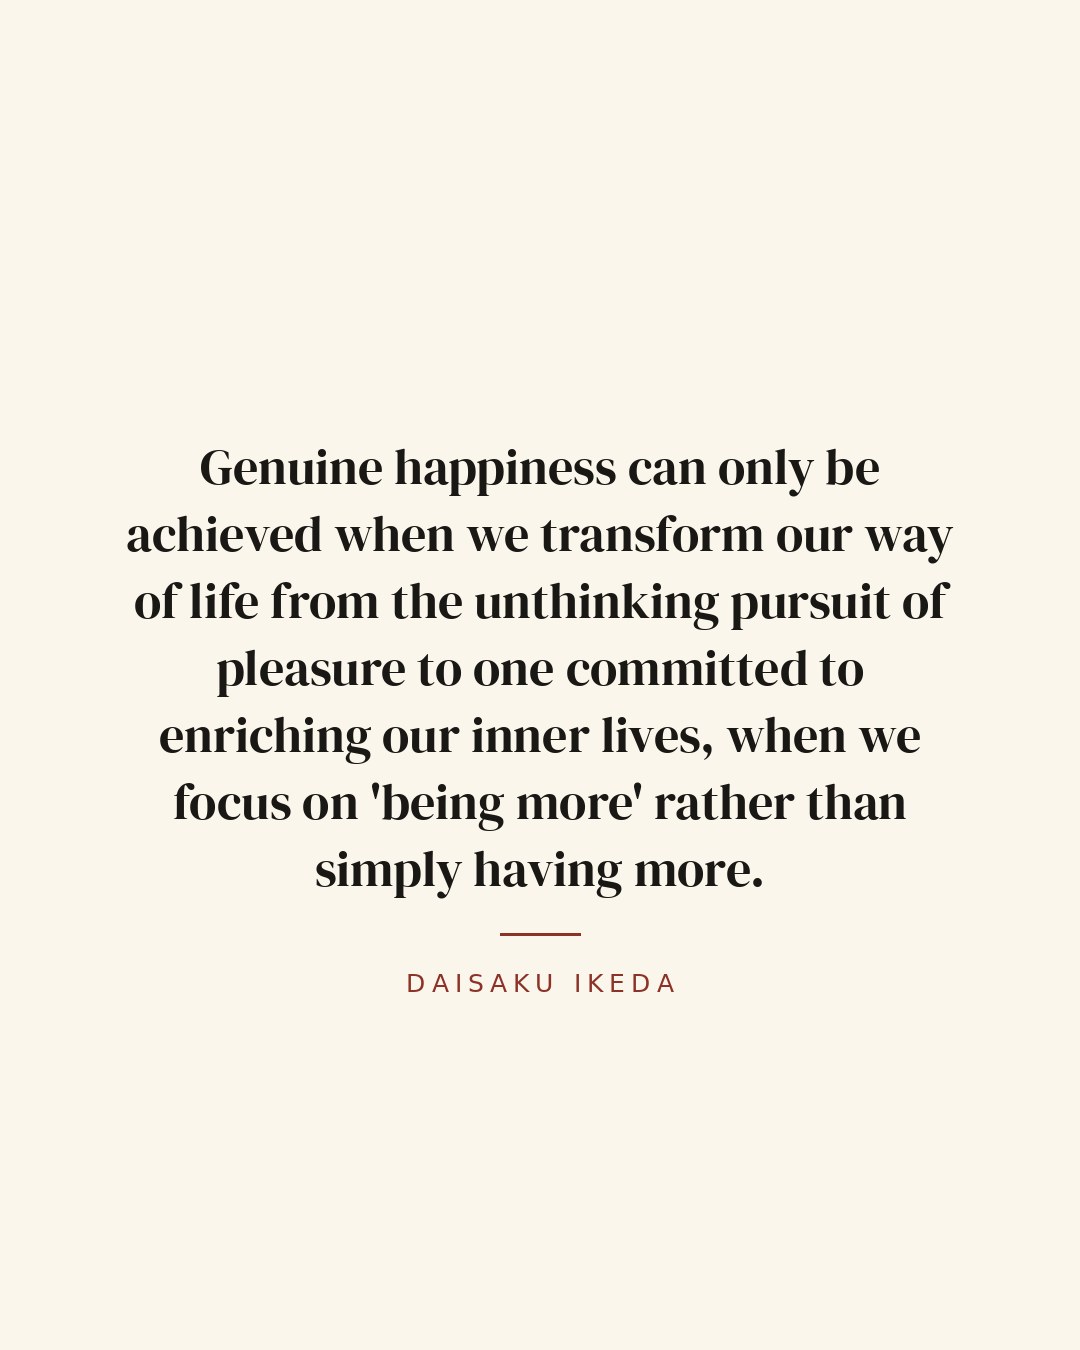 Genuine happiness can only be
achieved when we transform our way
of life from the unthinking pursuit of
pleasure to one committed to
enriching our inner lives, when we
focus on 'being more' rather than
simply having more.
DAISAKU IKEDA